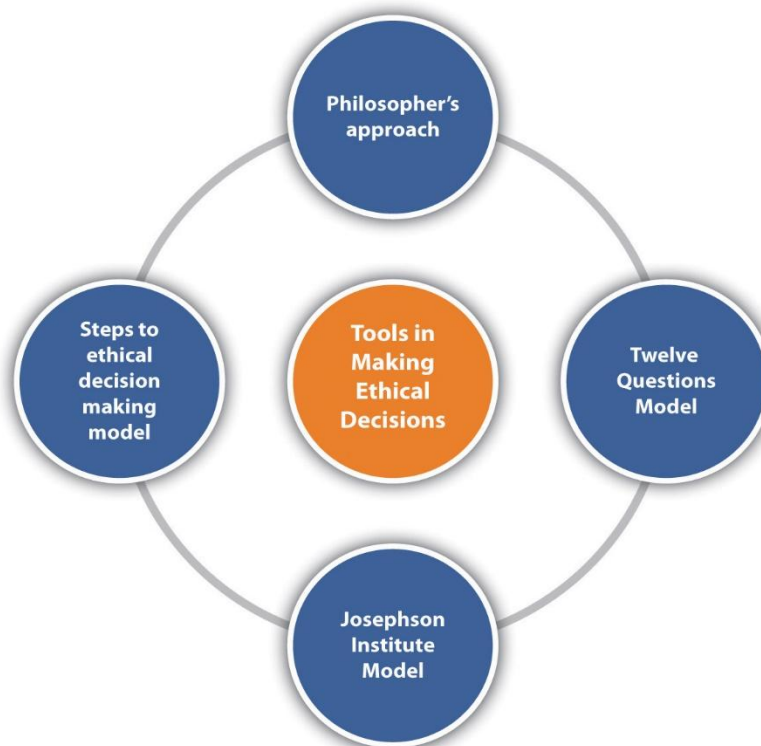 Philosopher's
approach
Steps to
ethical
decision
making
model
Tools in
Making
Ethical
Decisions
Twelve
Questions
Model
Josephson
Institute
Model